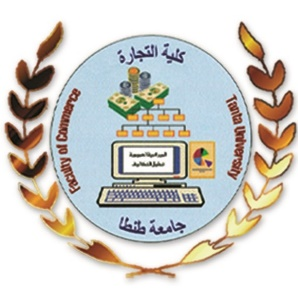 كلية التجارة
Faculty of Commerce
Tanta University
جامعة طنطا